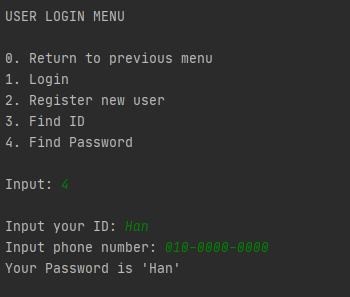 USER LOGIN MENU
0. Return to previous menu
1. Login
2. Register new user
3. Find ID
4. Find Password
Input: 4
Input your ID: Han
Input phone number: 010-0000-0000
Your Password is 'Han'